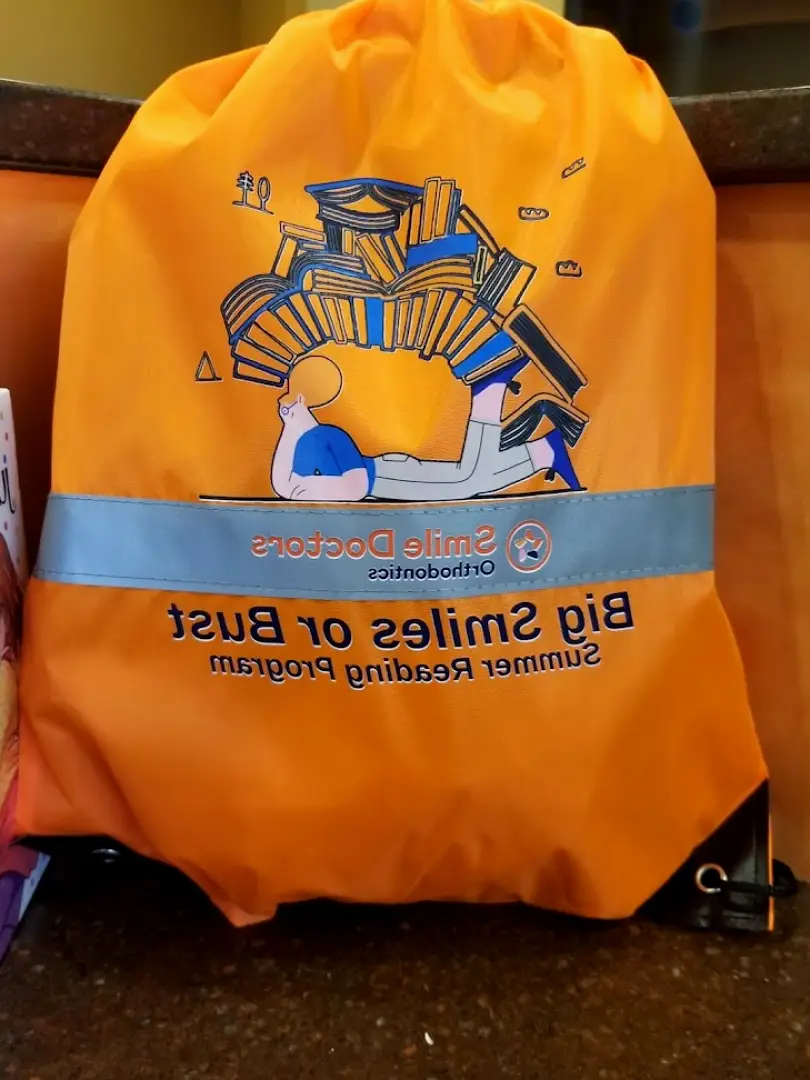 Smile Doctors
Orthodontics
Big Smiles or Bust
Summer Reading Program